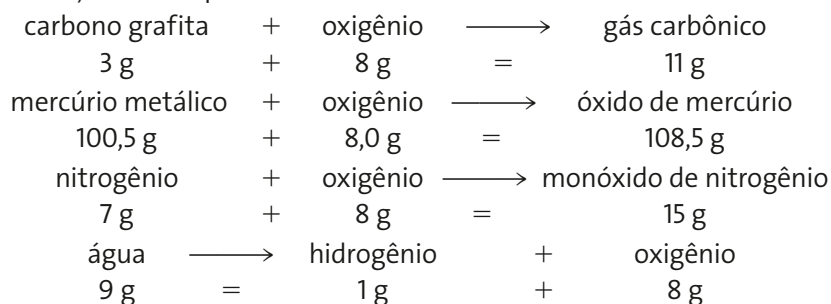 carbono grafita + oxigênio ⟶ gás carbônico
3 g + 8 g = 11 g
mercúrio metálico + oxigênio ⟶ óxido de mercúrio
100,5 g + 8,0 g = 108,5 g
nitrogênio + oxigênio ⟶ monóxido de nitrogênio
7 g + 8 g = 15 g
água ⟶ hidrogênio + oxigênio
9 g = 1 g + 8 g